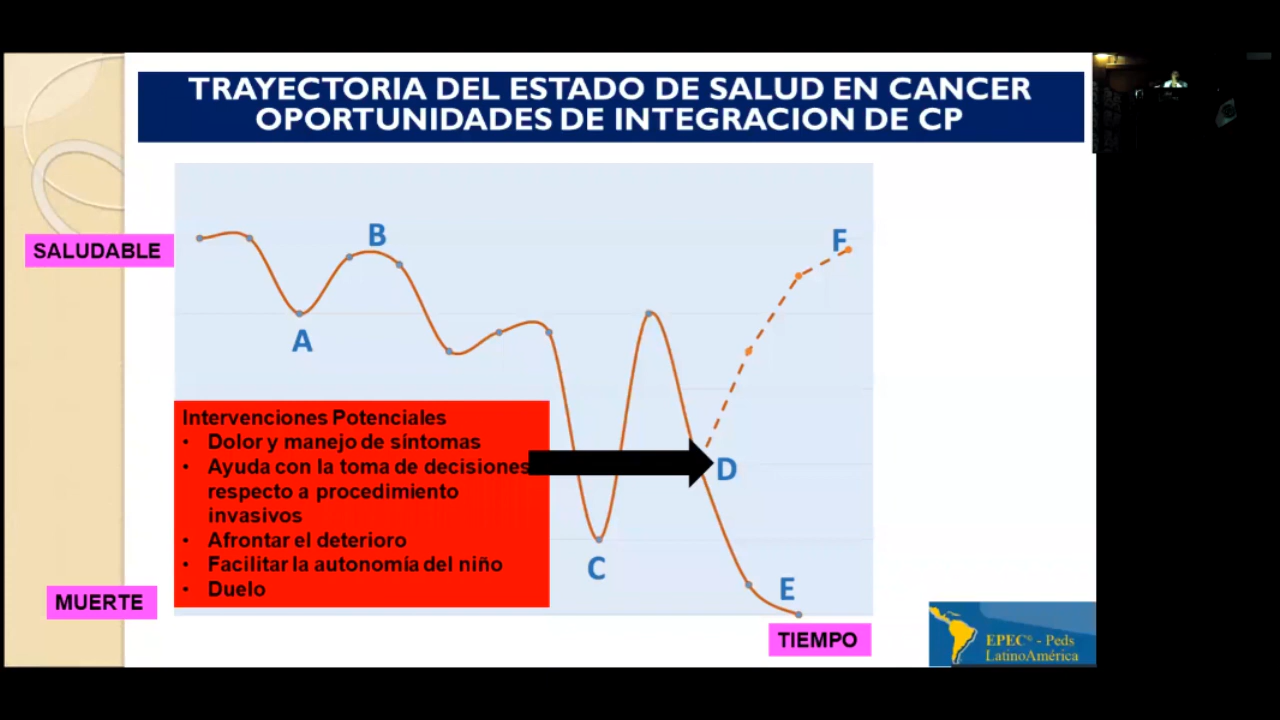 TRAYECTORIA DEL ESTADO DE SALUD EN CANCER
OPORTUNIDADES DE INTEGRACION DE CP
SALUDABLE
B
F
A
Intervenciones Potenciales
• Dolor y manejo de síntomas
• Ayuda con la toma de decisiones
respecto a procedimiento
invasivos
• Afrontar el deterioro
• Facilitar la autonomía del niño
• Duelo
D
C
E
MUERTE
TIEMPO
EPEC® - Peds
LatinoAmérica